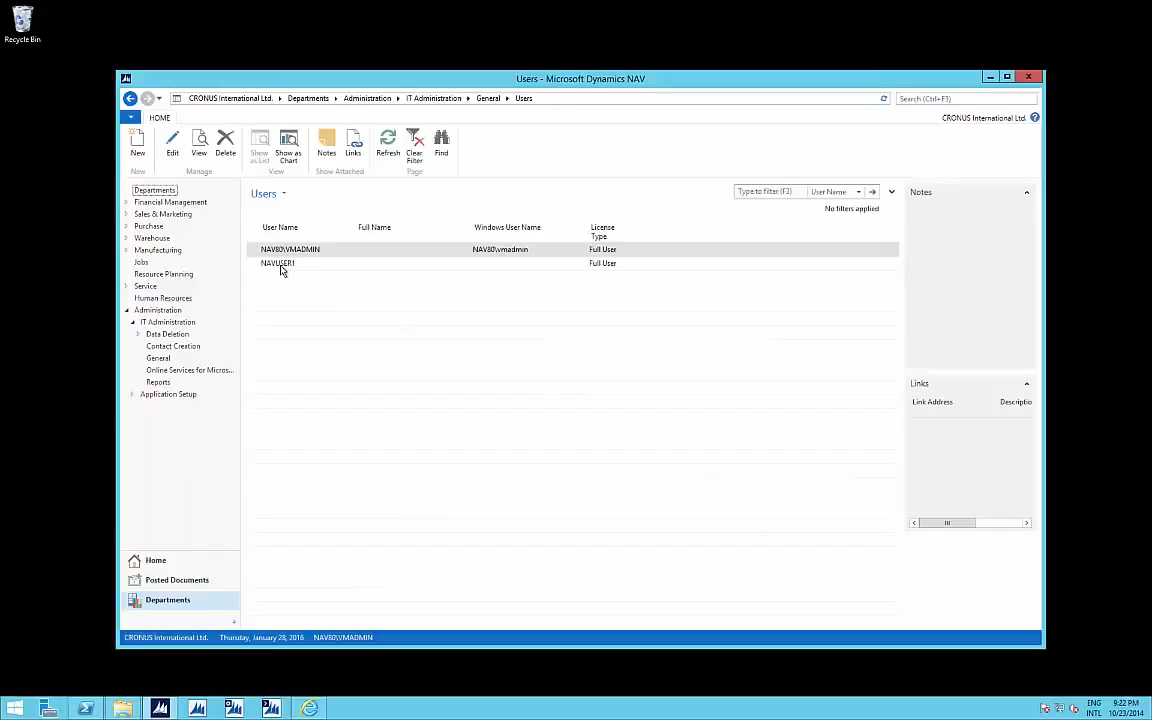 Recycle Bin
Users - Microsoft Dynamics NAV
CRONUS International Ltd. Departments Administration IT Administration General Users
Search (Ctrl+F3)
HOME
CRONUS International Ltd.
New Edit View Delete Show as List Show as Chart Notes Links Refresh Clear Filter Find
New Manage View Show Attached Page
Departments
Financial Management
Sales & Marketing
Purchase
Warehouse
Manufacturing
Jobs
Resource Planning
Service
Human Resources
Administration
IT Administration
Data Deletion
Contact Creation
General
Online Services for Micros...
Reports
Application Setup
Home
Posted Documents
Departments
Users
Type to filter (F3) User Name
No filters applied
User Name Full Name Windows User Name License Type
NAV80\VMADMIN NAV80\vmadmin Full User
NAVUSER1 Full User
Notes
Links
Link Address Descriptio
CRONUS International Ltd. Thursday, January 28, 2016 NAV80\VMADMIN
ENG 9:22 PM
INTL 10/23/2014